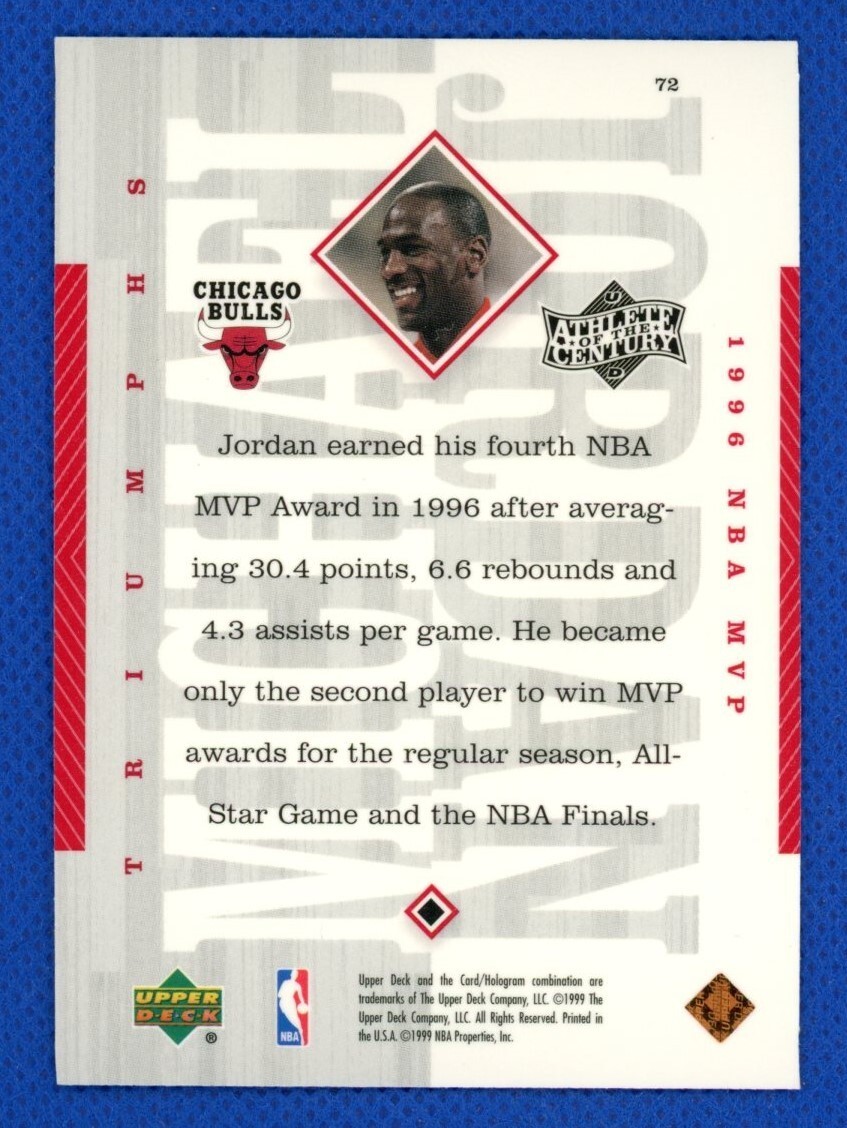 72
TRIUMPHS
MICHAEL
JORDAN
CHICAGO
BULLS
U
ATHLETE
OF THE
CENTURY
D
1996 NBA MVP
Jordan earned his fourth NBA
MVP Award in 1996 after averag-
ing 30.4 points, 6.6 rebounds and
4.3 assists per game. He became
only the second player to win MVP
awards for the regular season, All-
Star Game and the NBA Finals.
UPPER
D·E·C·K
®
NBA
Upper Deck and the Card/Hologram combination are
trademarks of The Upper Deck Company, LLC. ©1999 The
Upper Deck Company, LLC. All Rights Reserved. Printed in
the U.S.A. ©1999 NBA Properties, Inc.